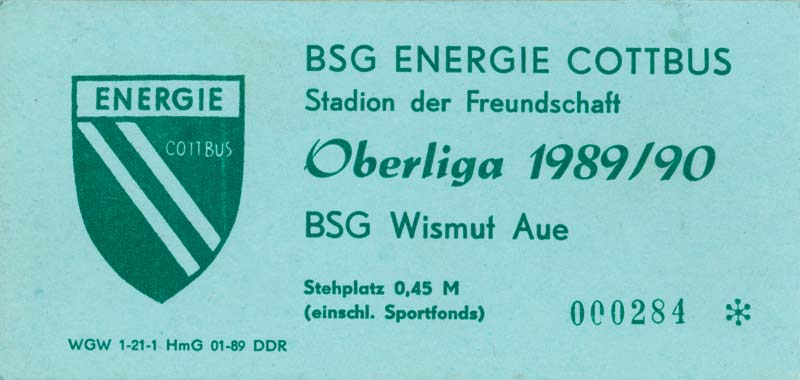 ENERGIE
COTTBUS
BSG ENERGIE COTTBUS
Stadion der Freundschaft
Oberliga 1989/90
BSG Wismut Aue
Stehplatz 0,45 M
(einschl. Sportfonds)
000284 *
WGW 1-21-1 HmG 01-89 DDR